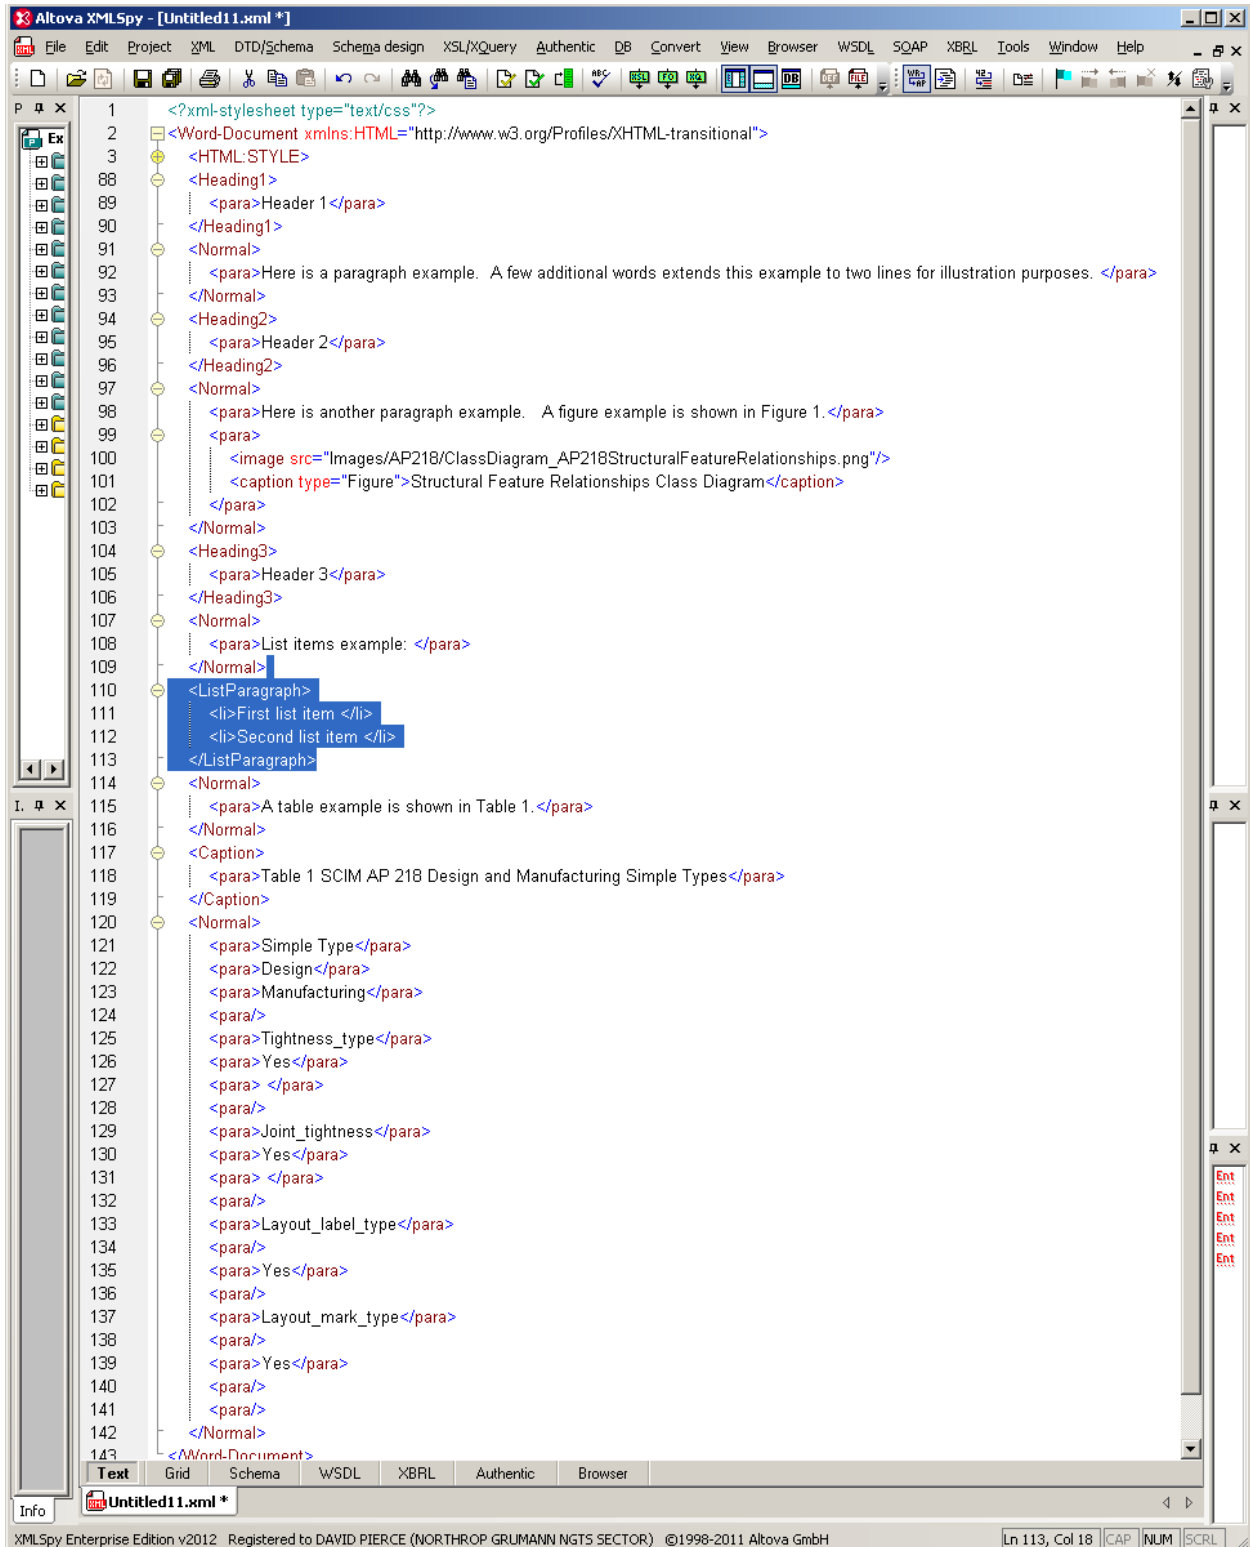 Altova XMLSpy - [Untitled11.xml *]
File Edit Project XML DTD/Schema Schema design XSL/XQuery Authentic DB Convert View Browser WSDL SOAP XBRL Tools Window Help
P
Ex
1 <?xml-stylesheet type="text/css"?>
2 <Word-Document xmlns:HTML="http://www.w3.org/Profiles/XHTML-transitional">
3 <HTML:STYLE>
88 <Heading1>
89 <para>Header 1</para>
90 </Heading1>
91 <Normal>
92 <para>Here is a paragraph example.  A few additional words extends this example to two lines for illustration purposes. </para>
93 </Normal>
94 <Heading2>
95 <para>Header 2</para>
96 </Heading2>
97 <Normal>
98 <para>Here is another paragraph example.   A figure example is shown in Figure 1.</para>
99 <para>
100 <image src="Images/AP218/ClassDiagram_AP218StructuralFeatureRelationships.png"/>
101 <caption type="Figure">Structural Feature Relationships Class Diagram</caption>
102 </para>
103 </Normal>
104 <Heading3>
105 <para>Header 3</para>
106 </Heading3>
107 <Normal>
108 <para>List items example: </para>
109 </Normal>
110 <ListParagraph>
111 <li>First list item </li>
112 <li>Second list item </li>
113 </ListParagraph>
114 <Normal>
115 <para>A table example is shown in Table 1.</para>
116 </Normal>
117 <Caption>
118 <para>Table 1 SCIM AP 218 Design and Manufacturing Simple Types</para>
119 </Caption>
120 <Normal>
121 <para>Simple Type</para>
122 <para>Design</para>
123 <para>Manufacturing</para>
124 <para/>
125 <para>Tightness_type</para>
126 <para>Yes</para>
127 <para> </para>
128 <para/>
129 <para>Joint_tightness</para>
130 <para>Yes</para>
131 <para> </para>
132 <para/>
133 <para>Layout_label_type</para>
134 <para/>
135 <para>Yes</para>
136 <para/>
137 <para>Layout_mark_type</para>
138 <para/>
139 <para>Yes</para>
140 <para/>
141 <para/>
142 </Normal>
143 </Word-Document>
I.
Ent
Ent
Ent
Ent
Ent
Text Grid Schema WSDL XBRL Authentic Browser
Info
Untitled11.xml *
XMLSpy Enterprise Edition v2012 Registered to DAVID PIERCE (NORTHROP GRUMANN NGTS SECTOR) ©1998-2011 Altova GmbH Ln 113, Col 18 CAP NUM SCRL